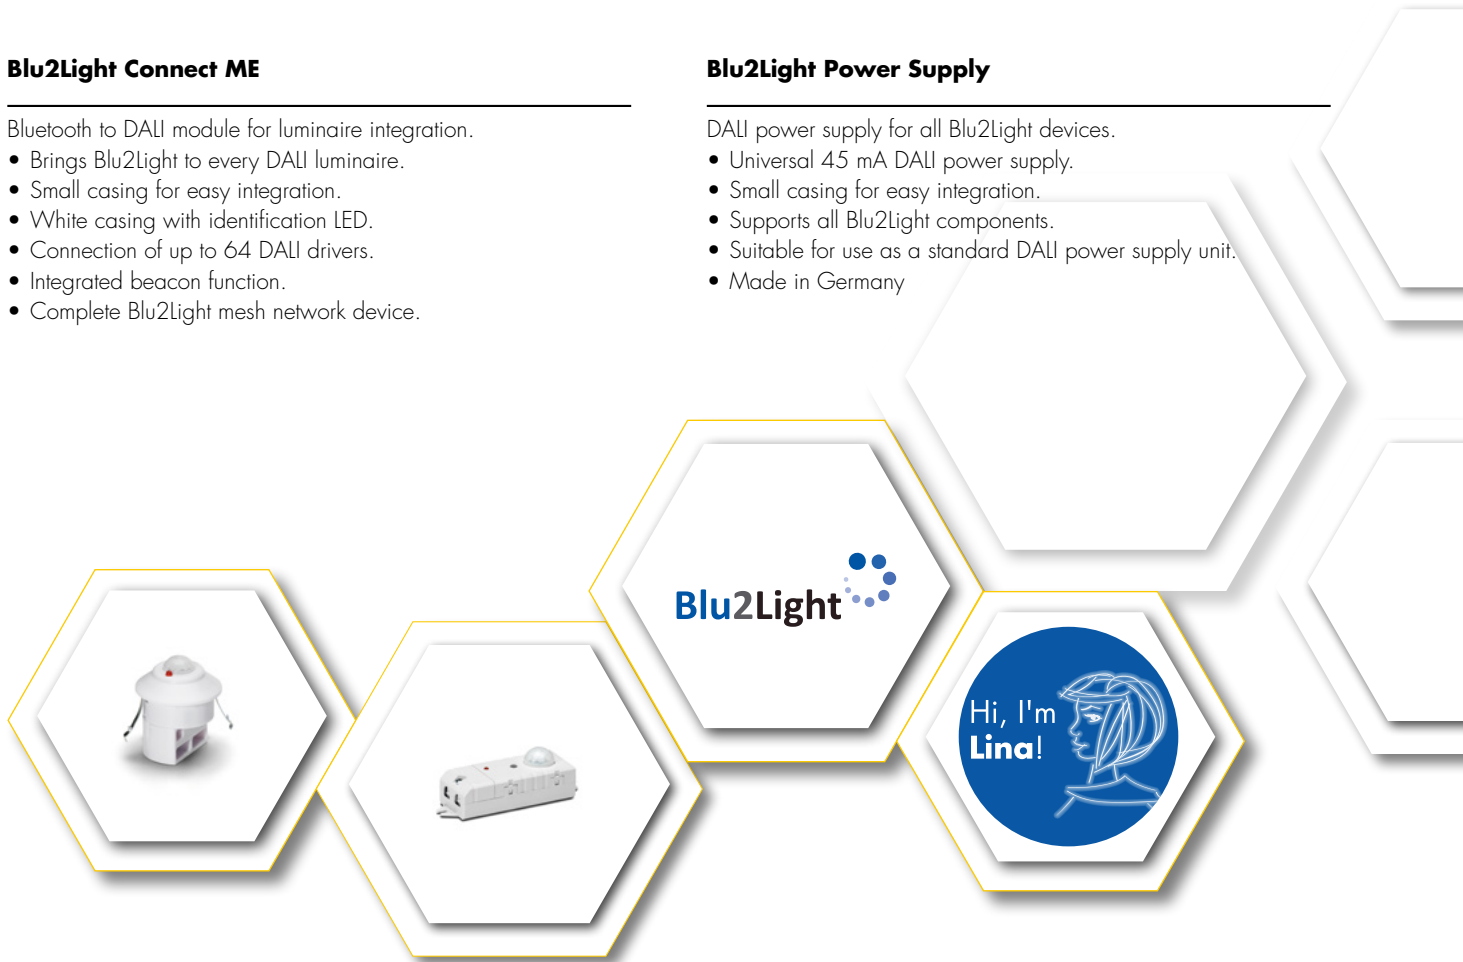 Blu2Light Connect ME
Bluetooth to DALI module for luminaire integration.
• Brings Blu2Light to every DALI luminaire.
• Small casing for easy integration.
• White casing with identification LED.
• Connection of up to 64 DALI drivers.
• Integrated beacon function.
• Complete Blu2Light mesh network device.
Blu2Light Power Supply
DALI power supply for all Blu2Light devices.
• Universal 45 mA DALI power supply.
• Small casing for easy integration.
• Supports all Blu2Light components.
• Suitable for use as a standard DALI power supply unit.
• Made in Germany
Blu2Light
Hi, I'm
Lina!